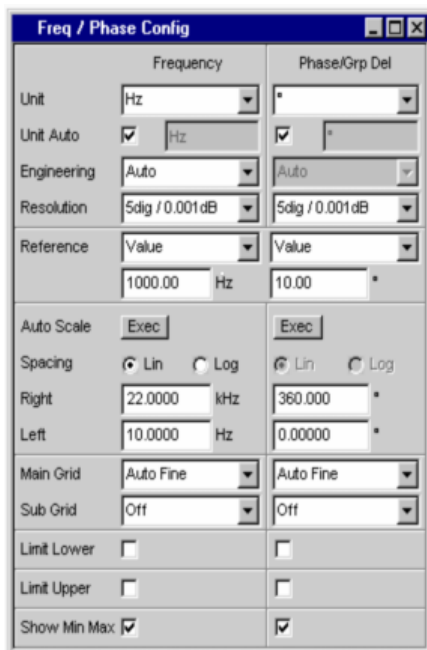 Freq / Phase Config
Frequency Phase/Grp Del
Unit Hz °
Unit Auto Hz °
Engineering Auto Auto
Resolution 5dig / 0.001dB 5dig / 0.001dB
Reference Value Value
1000.00 Hz 10.00 °
Auto Scale Exec Exec
Spacing Lin Log Lin Log
Right 22.0000 kHz 360.000 °
Left 10.0000 Hz 0.00000 °
Main Grid Auto Fine Auto Fine
Sub Grid Off Off
Limit Lower
Limit Upper
Show Min Max